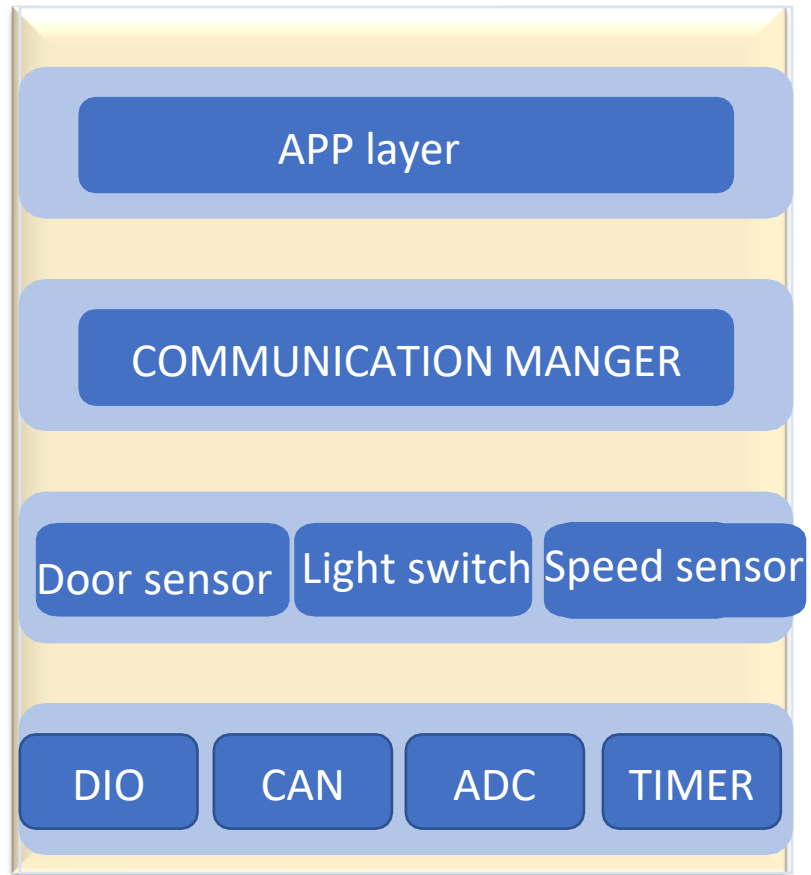 APP layer
COMMUNICATION MANGER
Door sensor
Light switch
Speed sensor
DIO
CAN
ADC
TIMER